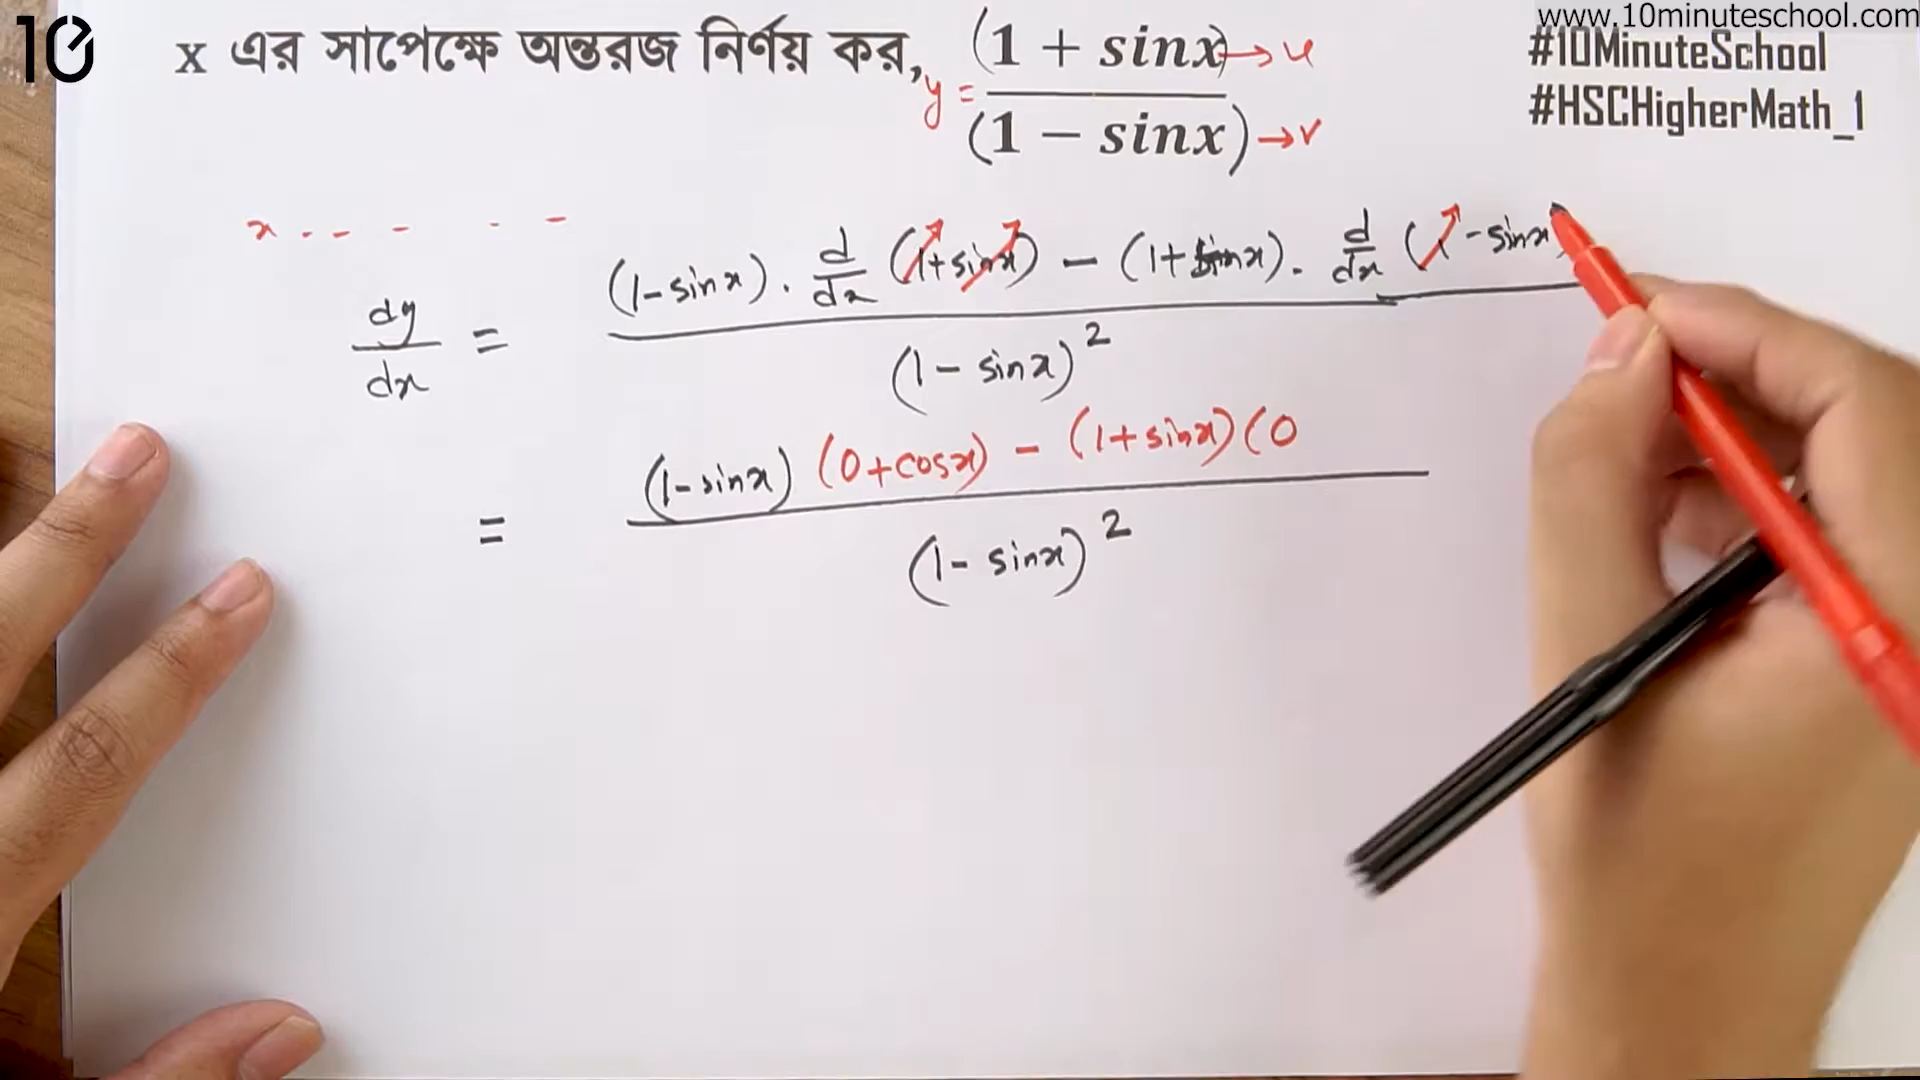 www.10minuteschool.com
10
#10MinuteSchool
#HSCHigherMath_1
x এর সাপেক্ষে অন্তরজ নির্ণয় কর, y = (1 + sinx) → u
(1 − sinx) → v
x - - - - -
dy/dx = (1-sinx). d/dx (1+sinx) − (1+sinx). d/dx (1-sinx
(1 - sinx)²
= (1-sinx) (0+cosx) - (1+sinx)(0
(1 - sinx)²